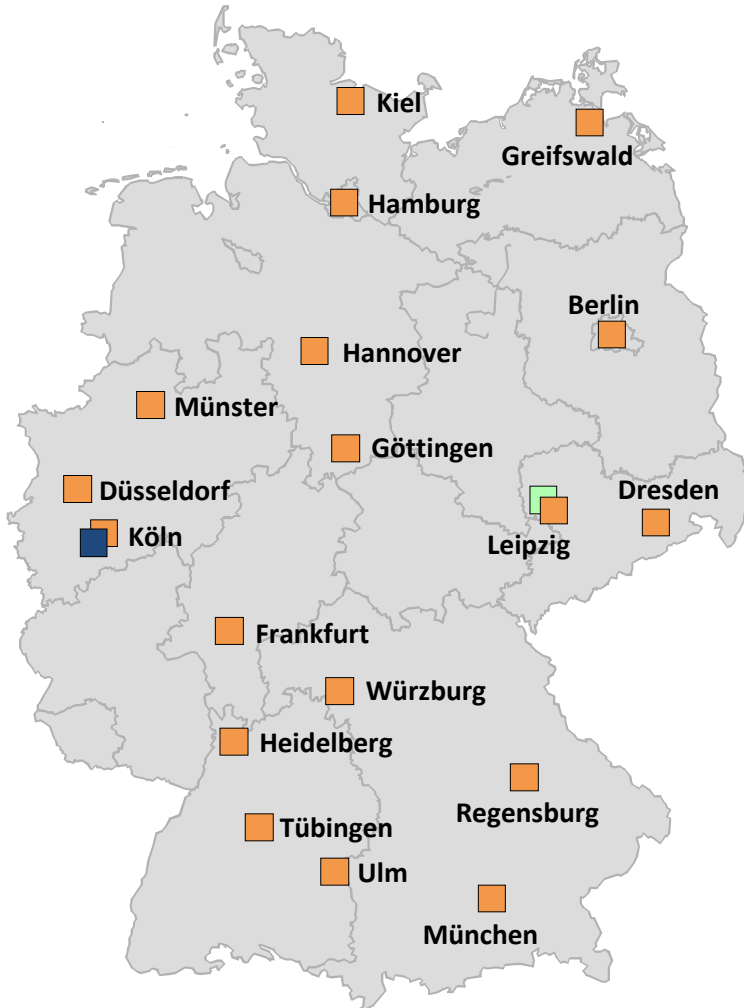 Kiel
Greifswald
Hamburg
Berlin
Hannover
Münster
Göttingen
Düsseldorf
Dresden
Köln
Leipzig
Frankfurt
Würzburg
Heidelberg
Regensburg
Tübingen
Ulm
München